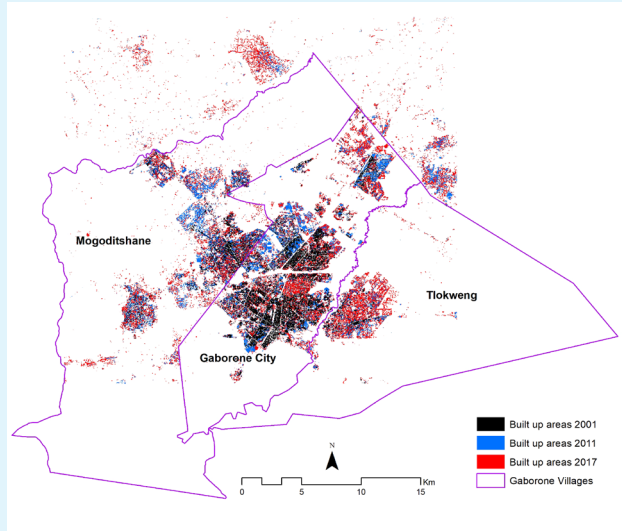 Mogoditshane
Tlokweng
Gaborone City
Built up areas 2001
Built up areas 2011
Built up areas 2017
Gaborone Villages
N
Km
0 5 10 15